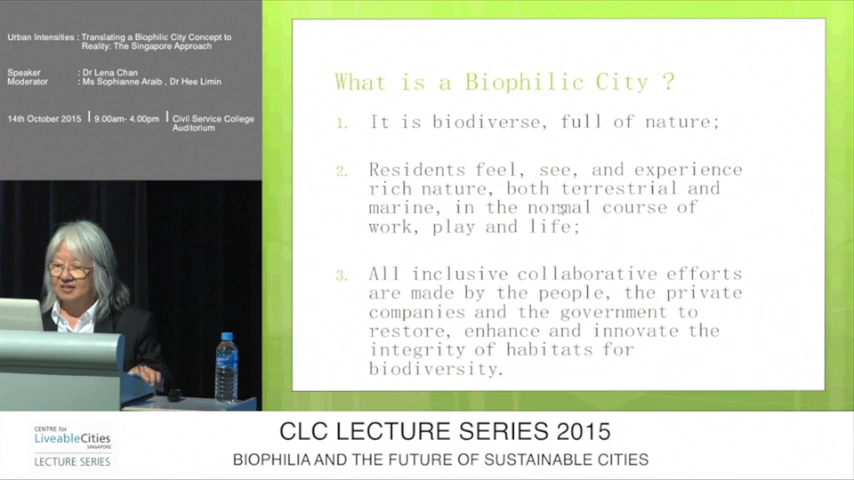 Urban Intensities : Translating a Biophilic City Concept to
Reality: The Singapore Approach
Speaker : Dr Lena Chan
Moderator : Ms Sophianne Araib , Dr Hee Limin
14th October 2015 | 9.00am- 4.00pm | Civil Service College
Auditorium
What is a Biophilic City ?
1. It is biodiverse, full of nature;
2. Residents feel, see, and experience
rich nature, both terrestrial and
marine, in the normal course of
work, play and life;
3. All inclusive collaborative efforts
are made by the people, the private
companies and the government to
restore, enhance and innovate the
integrity of habitats for
biodiversity.
CENTRE for
LiveableCities
SINGAPORE
LECTURE SERIES
CLC LECTURE SERIES 2015
BIOPHILIA AND THE FUTURE OF SUSTAINABLE CITIES